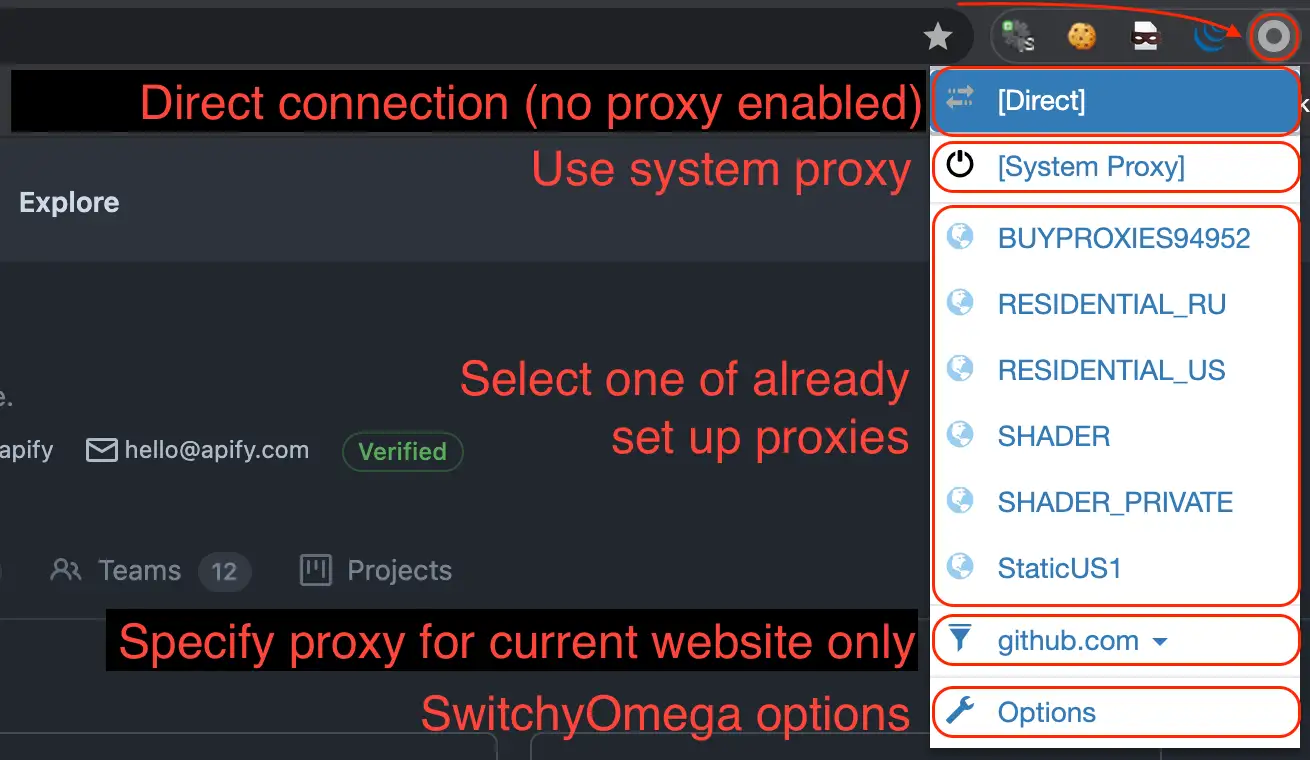 Direct connection (no proxy enabled)
[Direct]
Use system proxy
[System Proxy]
Explore
BUYPROXIES94952
RESIDENTIAL_RU
RESIDENTIAL_US
Select one of already
set up proxies
SHADER
e.
apify
hello@apify.com
Verified
SHADER_PRIVATE
StaticUS1
Teams 12
Projects
Specify proxy for current website only
github.com
SwitchyOmega options
Options